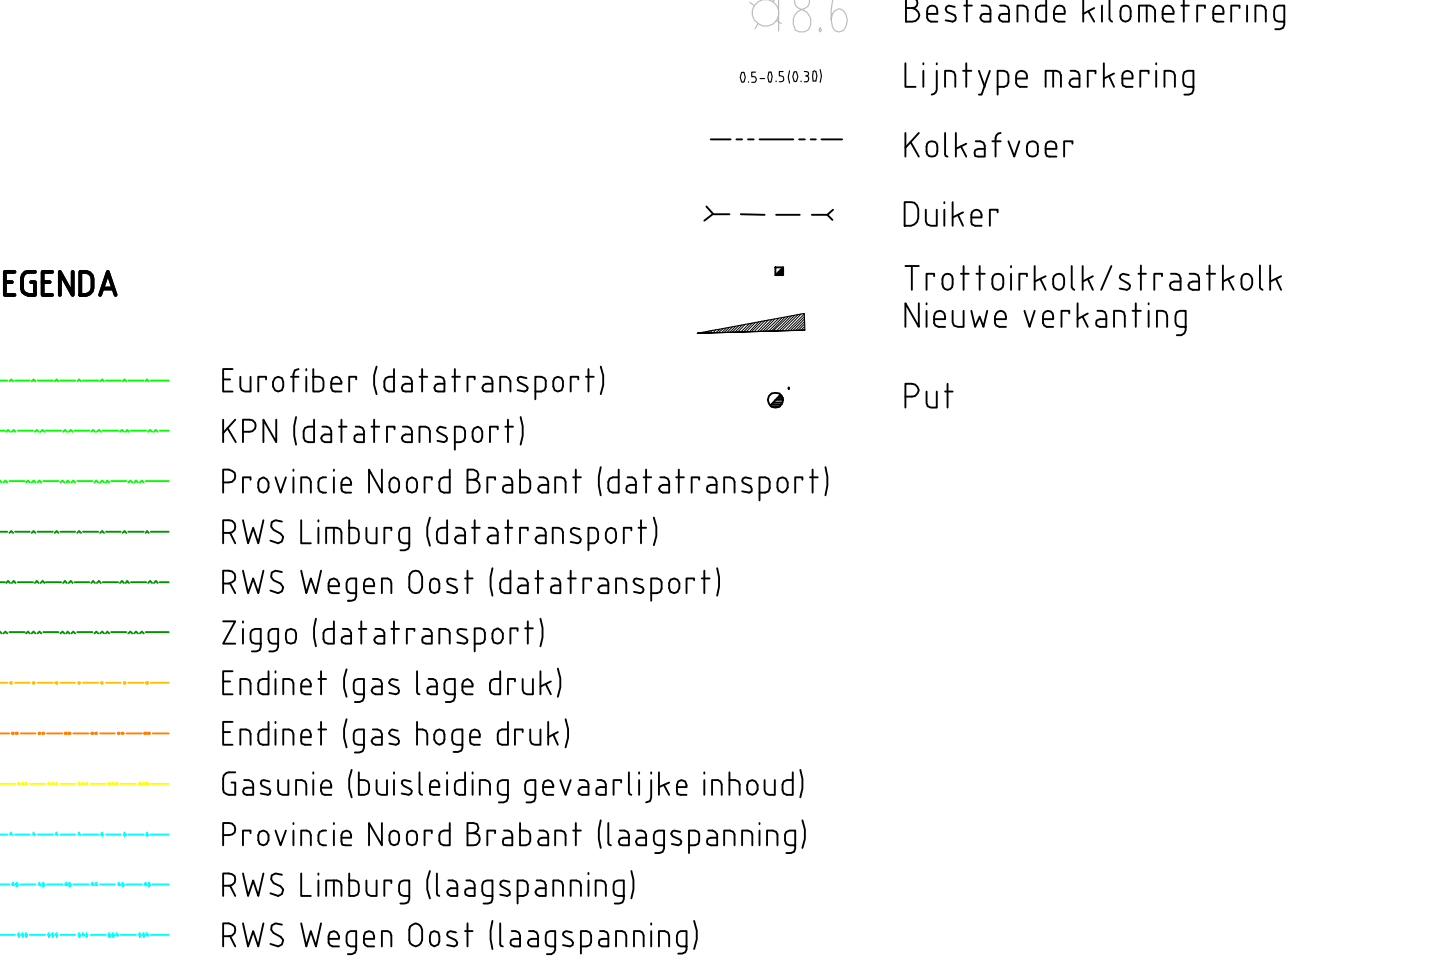 8.6 Bestaande kilometrering
0.5-0.5(0.30) Lijntype markering
Kolkafvoer
Duiker
Trottoirkolk/straatkolk
Nieuwe verkanting
Put
EGENDA
Eurofiber (datatransport)
KPN (datatransport)
Provincie Noord Brabant (datatransport)
RWS Limburg (datatransport)
RWS Wegen Oost (datatransport)
Ziggo (datatransport)
Endinet (gas lage druk)
Endinet (gas hoge druk)
Gasunie (buisleiding gevaarlijke inhoud)
Provincie Noord Brabant (laagspanning)
RWS Limburg (laagspanning)
RWS Wegen Oost (laagspanning)